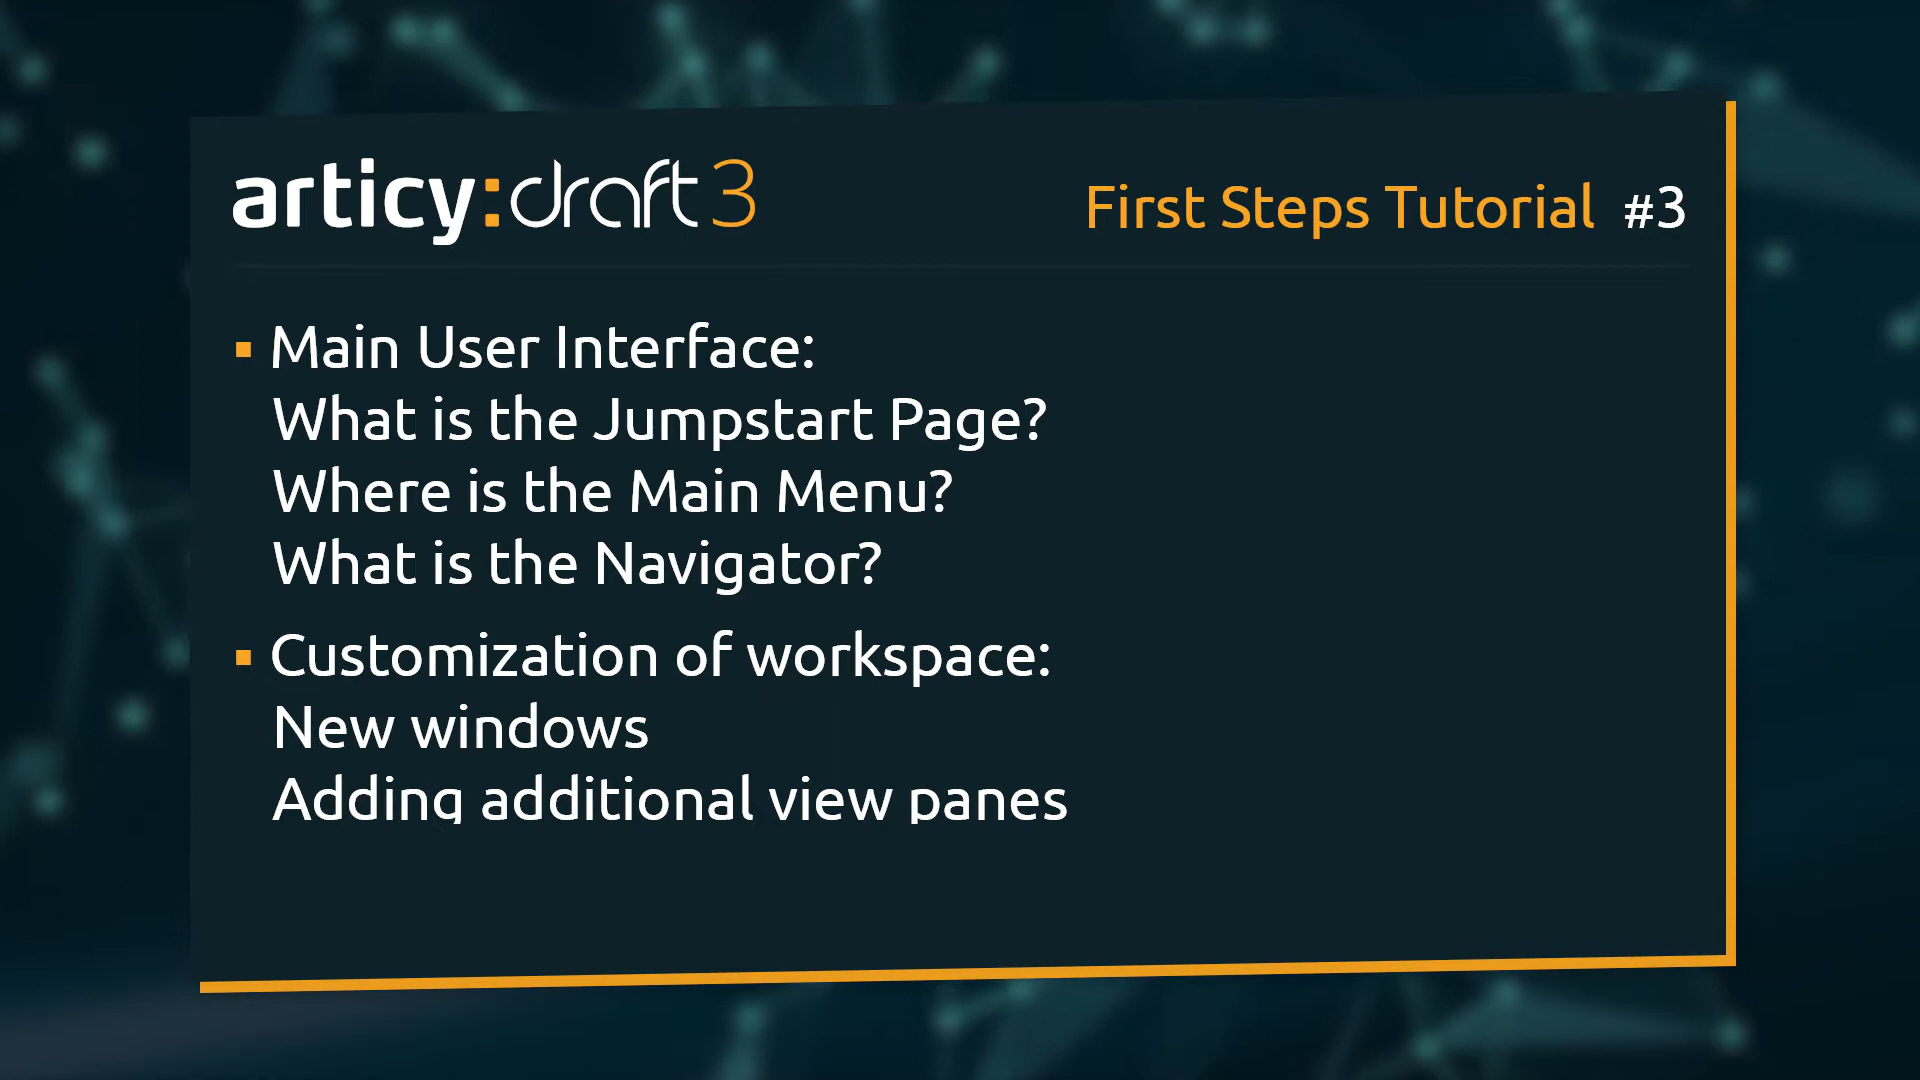 articy:draft 3
First Steps Tutorial #3
▪ Main User Interface:
What is the Jumpstart Page?
Where is the Main Menu?
What is the Navigator?
▪ Customization of workspace:
New windows
Adding additional view panes